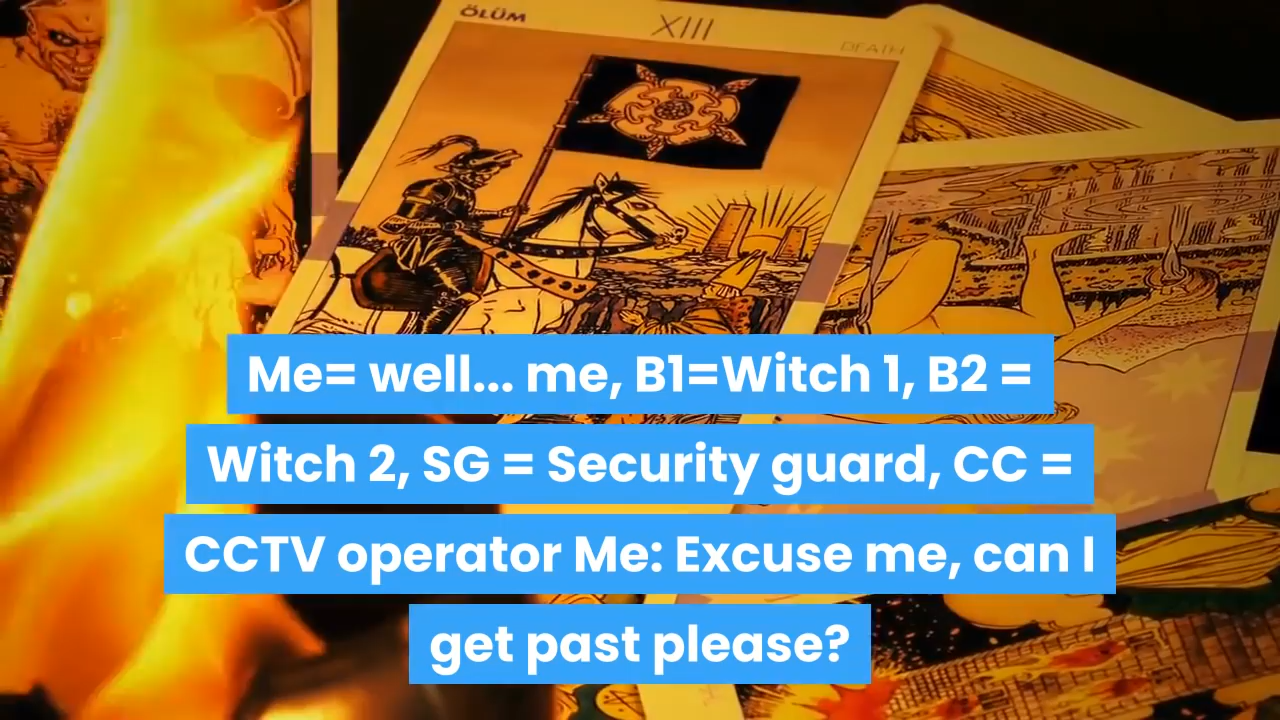 ÖLÜM
XIII
DEATH
Me= well... me, B1=Witch 1, B2 =
Witch 2, SG = Security guard, CC =
CCTV operator Me: Excuse me, can I
get past please?